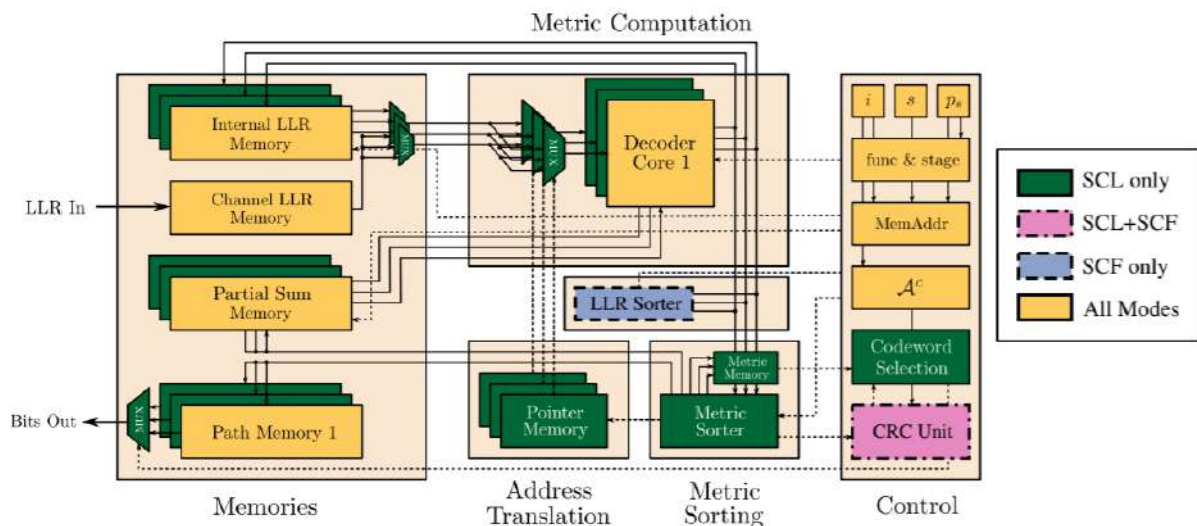 Metric Computation
Internal LLR
Memory
MUX
MUX
Decoder
Core 1
i
s
pₛ
func & stage
SCL only
LLR In
Channel LLR
Memory
MemAddr
SCL+SCF
SCF only
Partial Sum
Memory
LLR Sorter
𝒜ᶜ
All Modes
Metric
Memory
Codeword
Selection
Bits Out
MUX
Path Memory 1
Pointer
Memory
Metric
Sorter
CRC Unit
Memories
Address
Translation
Metric
Sorting
Control